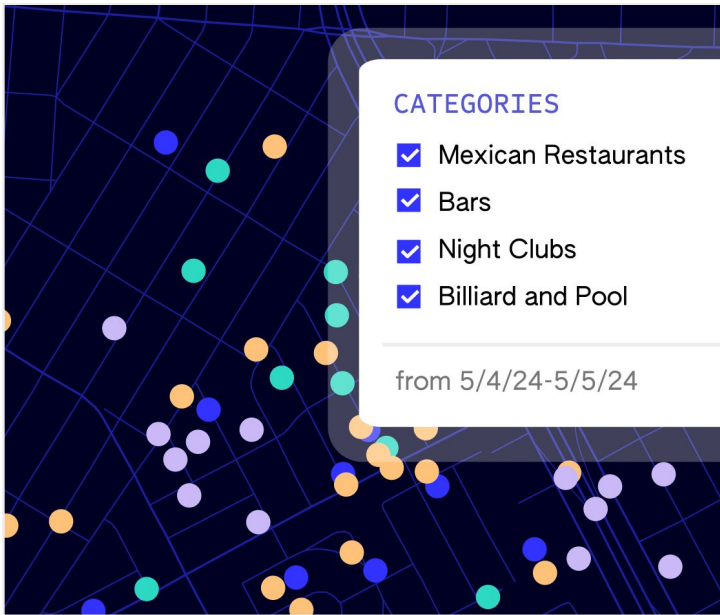 CATEGORIES
Mexican Restaurants
Bars
Night Clubs
Billiard and Pool
from 5/4/24-5/5/24